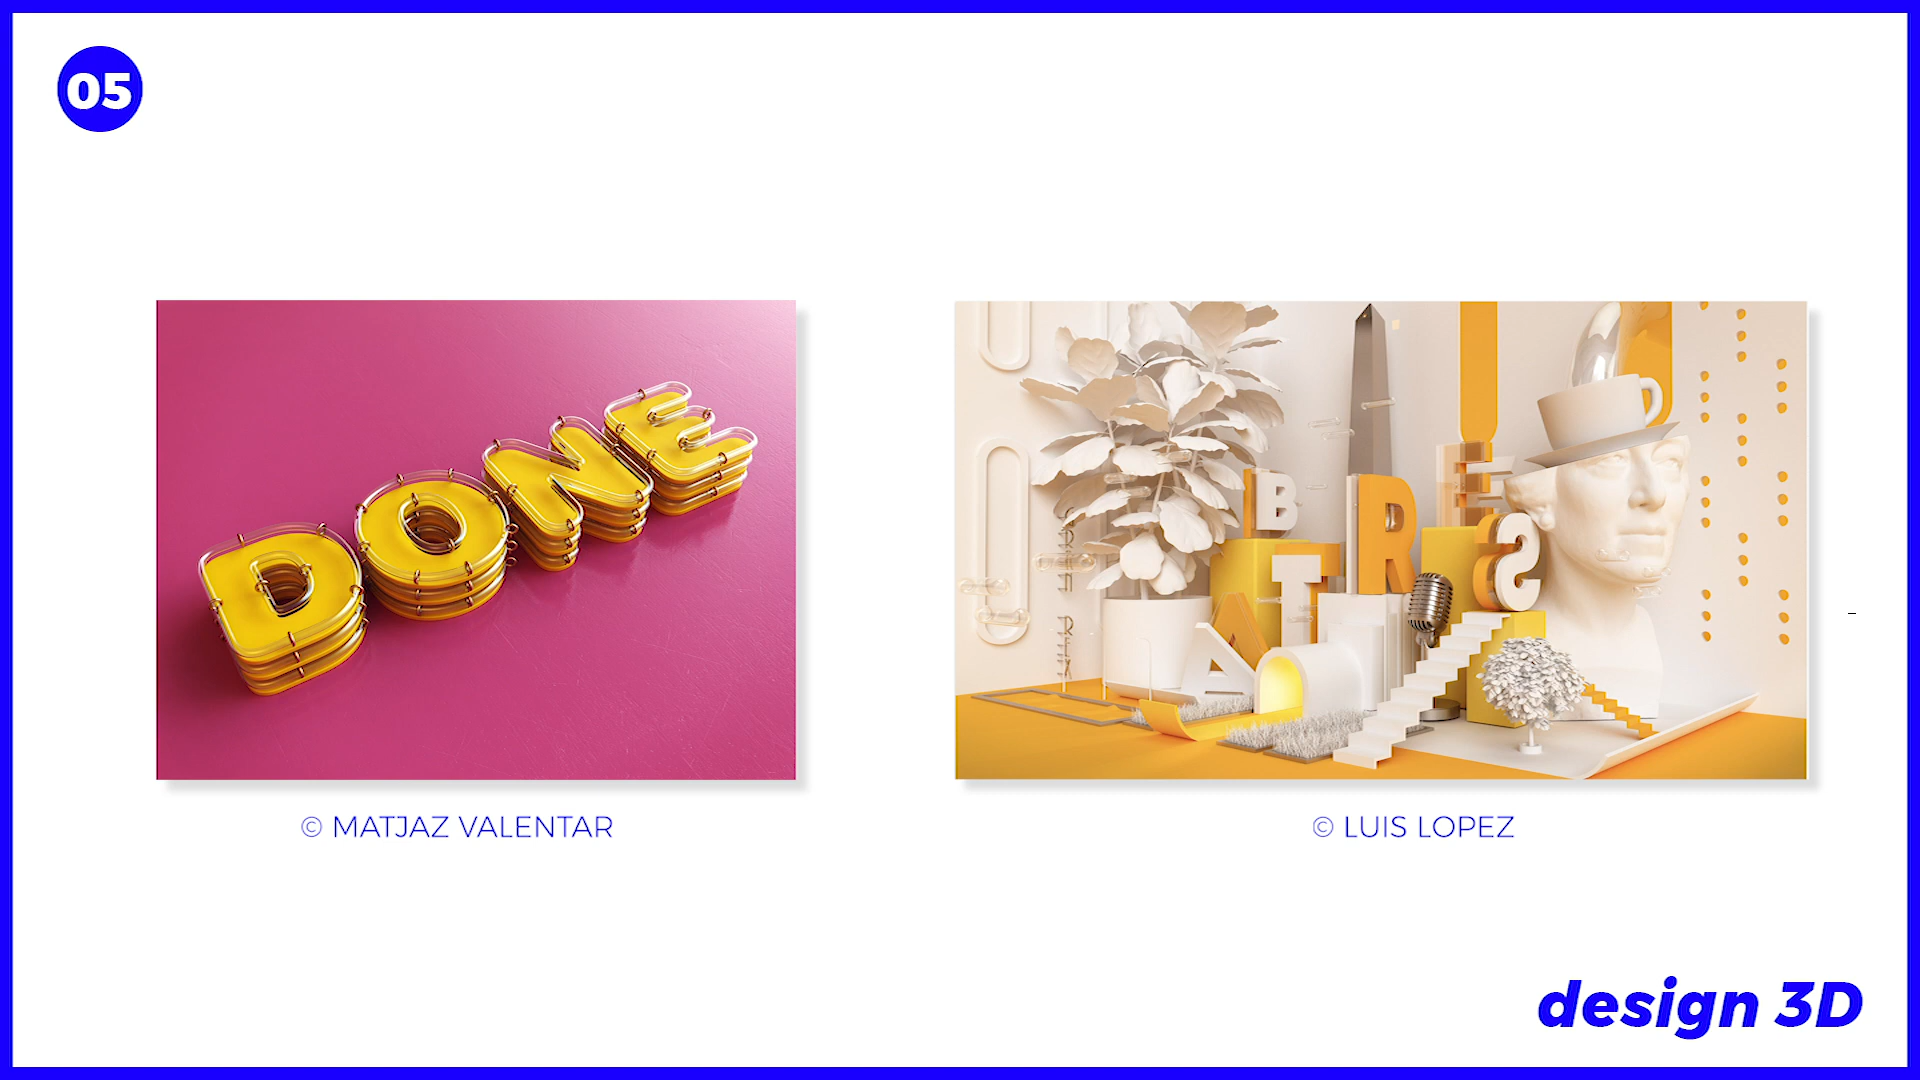 05
DONE
B R E
A T S
© MATJAZ VALENTAR
© LUIS LOPEZ
design 3D